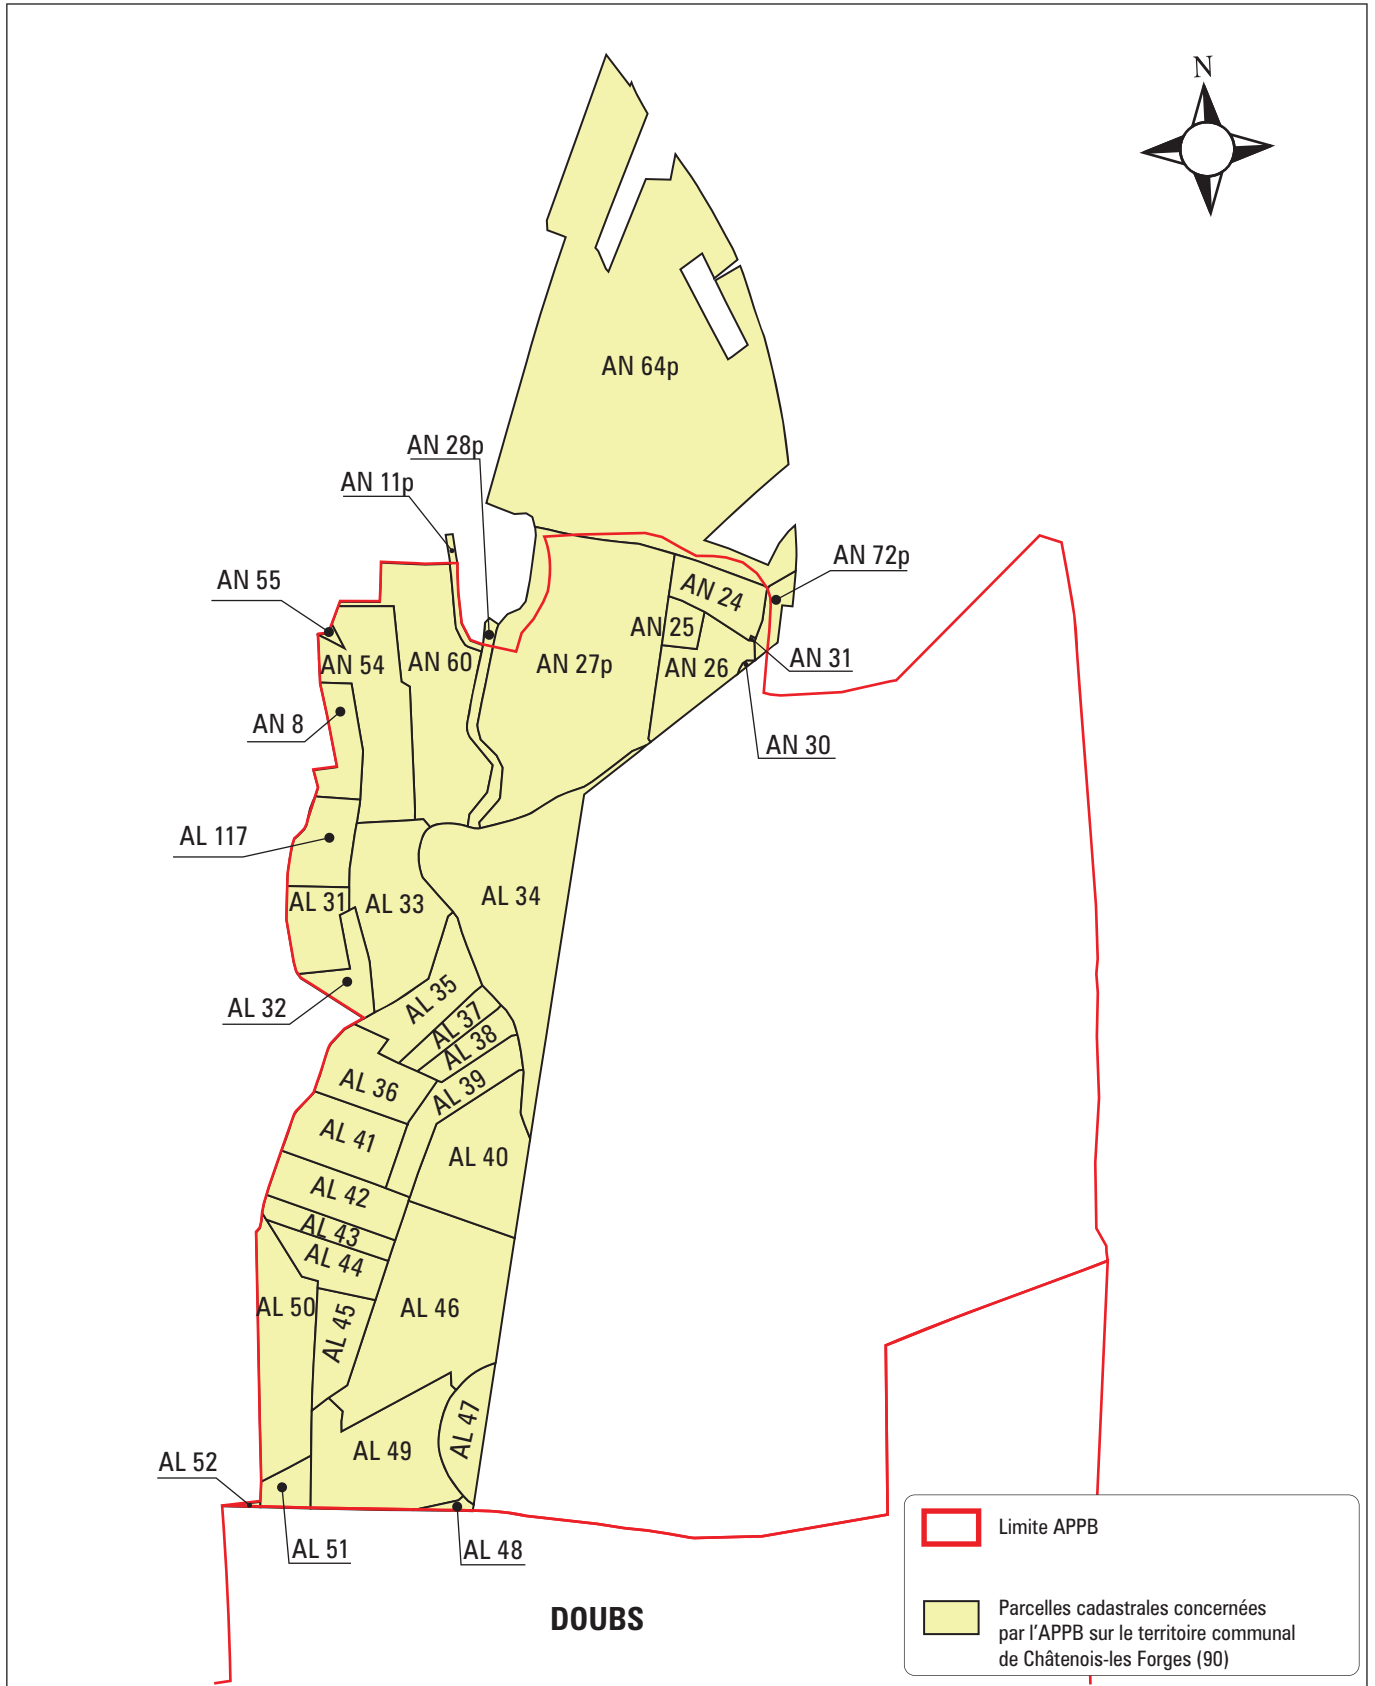 N
AN 64p
AN 28p
AN 11p
AN 72p
AN 55
AN 24
AN 25
AN 54
AN 60
AN 27p
AN 26
AN 31
AN 8
AN 30
AL 117
AL 31
AL 33
AL 34
AL 35
AL 32
AL 37
AL 38
AL 36
AL 39
AL 41
AL 40
AL 42
AL 43
AL 44
AL 50
AL 45
AL 46
AL 47
AL 49
AL 52
AL 51
AL 48
DOUBS
Limite APPB
Parcelles cadastrales concernées
par l'APPB sur le territoire communal
de Châtenois-les Forges (90)